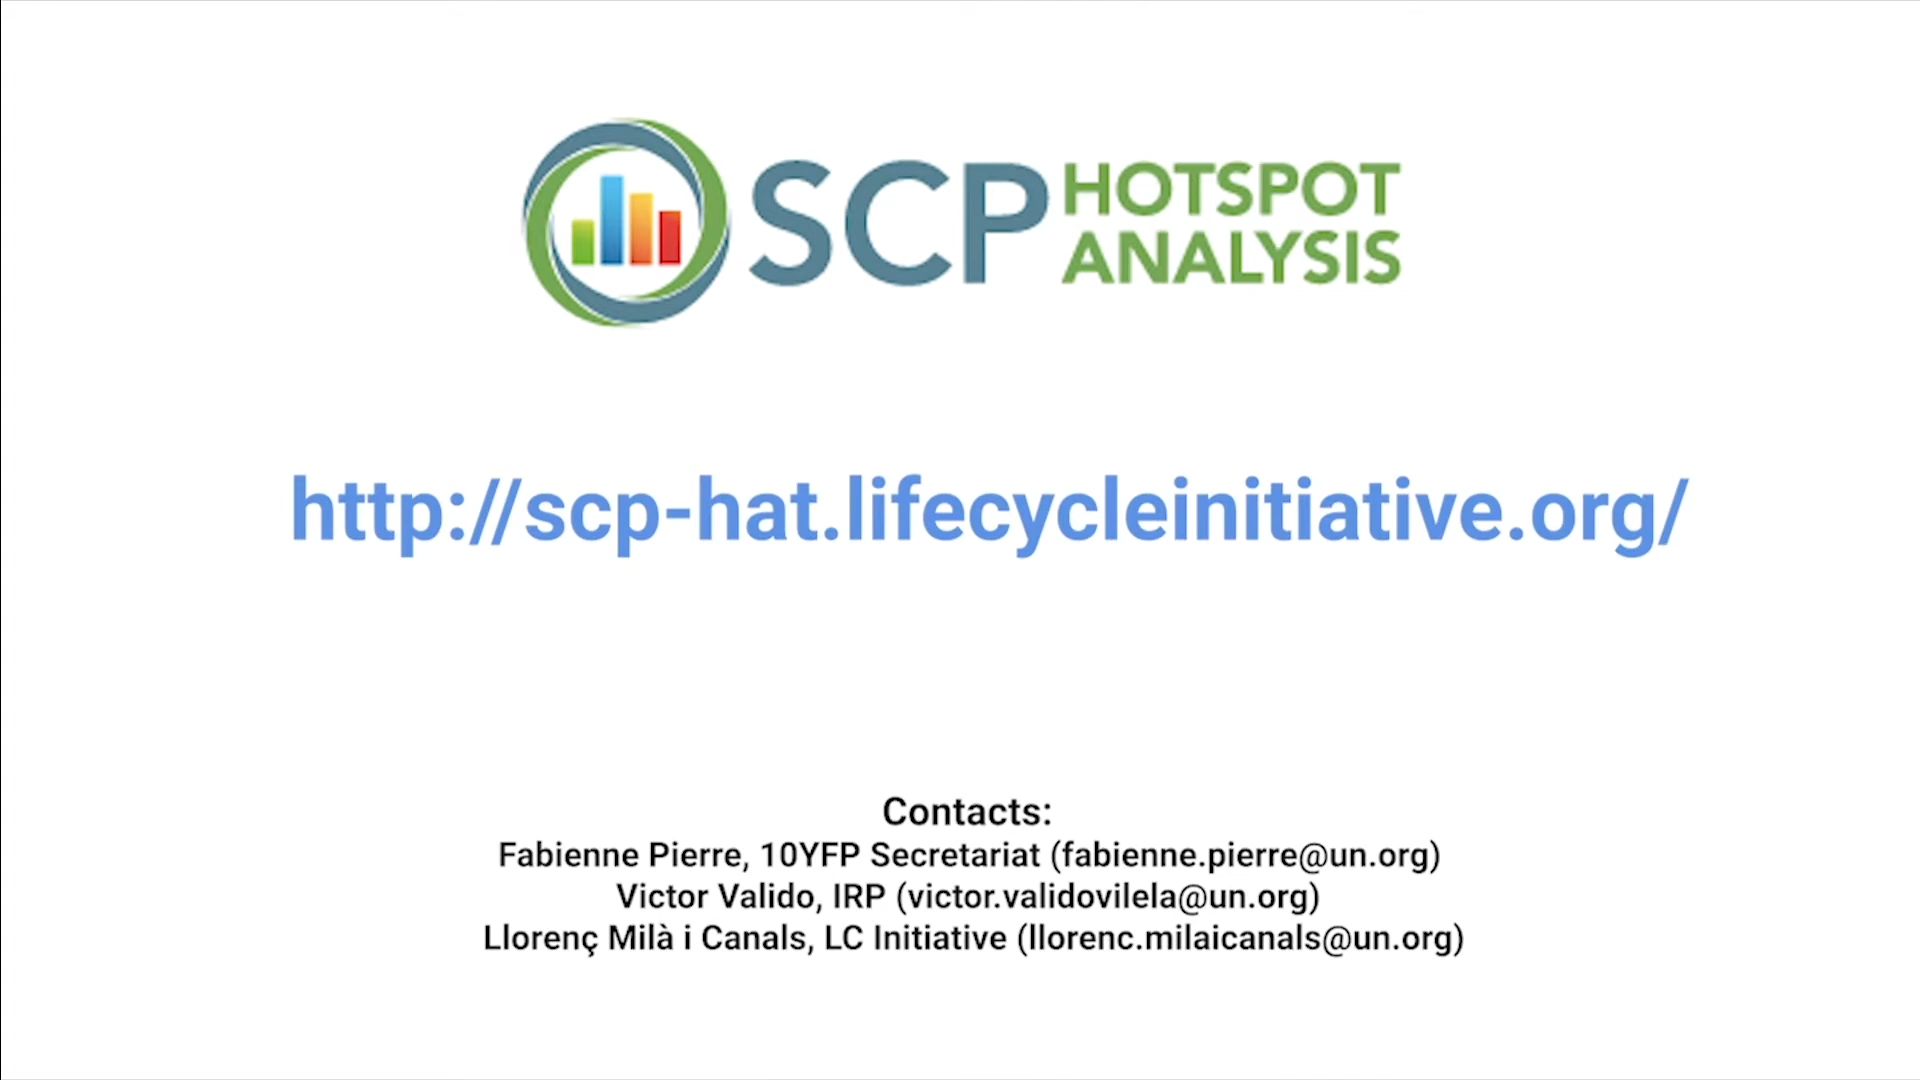 SCP HOTSPOT
ANALYSIS
http://scp-hat.lifecycleinitiative.org/
Contacts:
Fabienne Pierre, 10YFP Secretariat (fabienne.pierre@un.org)
Victor Valido, IRP (victor.validovilela@un.org)
Llorenç Milà i Canals, LC Initiative (llorenc.milaicanals@un.org)